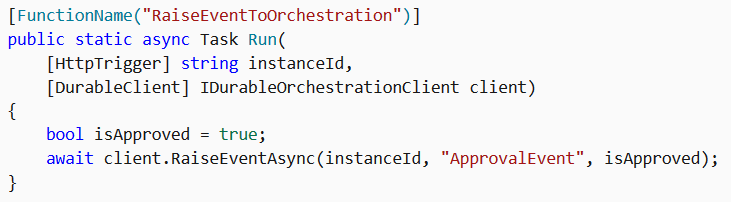 [FunctionName("RaiseEventToOrchestration")]
public static async Task Run(
    [HttpTrigger] string instanceId,
    [DurableClient] IDurableOrchestrationClient client)
{
    bool isApproved = true;
    await client.RaiseEventAsync(instanceId, "ApprovalEvent", isApproved);
}